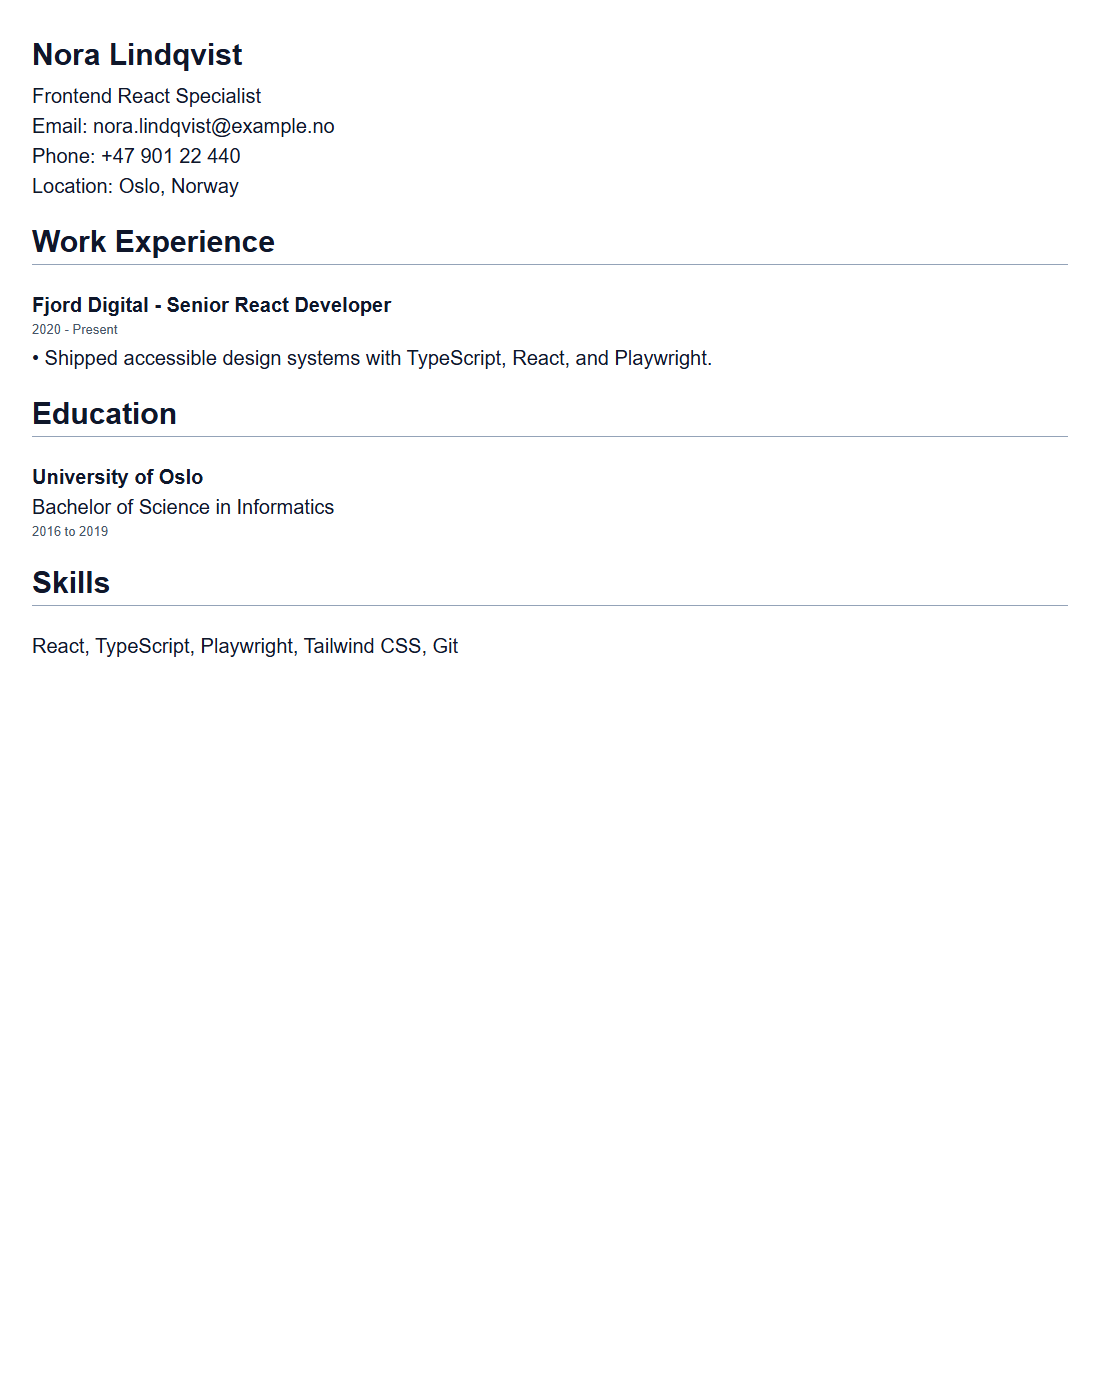 Nora Lindqvist
Frontend React Specialist
Email: nora.lindqvist@example.no
Phone: +47 901 22 440
Location: Oslo, Norway
Work Experience
Fjord Digital - Senior React Developer
2020 - Present
• Shipped accessible design systems with TypeScript, React, and Playwright.
Education
University of Oslo
Bachelor of Science in Informatics
2016 to 2019
Skills
React, TypeScript, Playwright, Tailwind CSS, Git